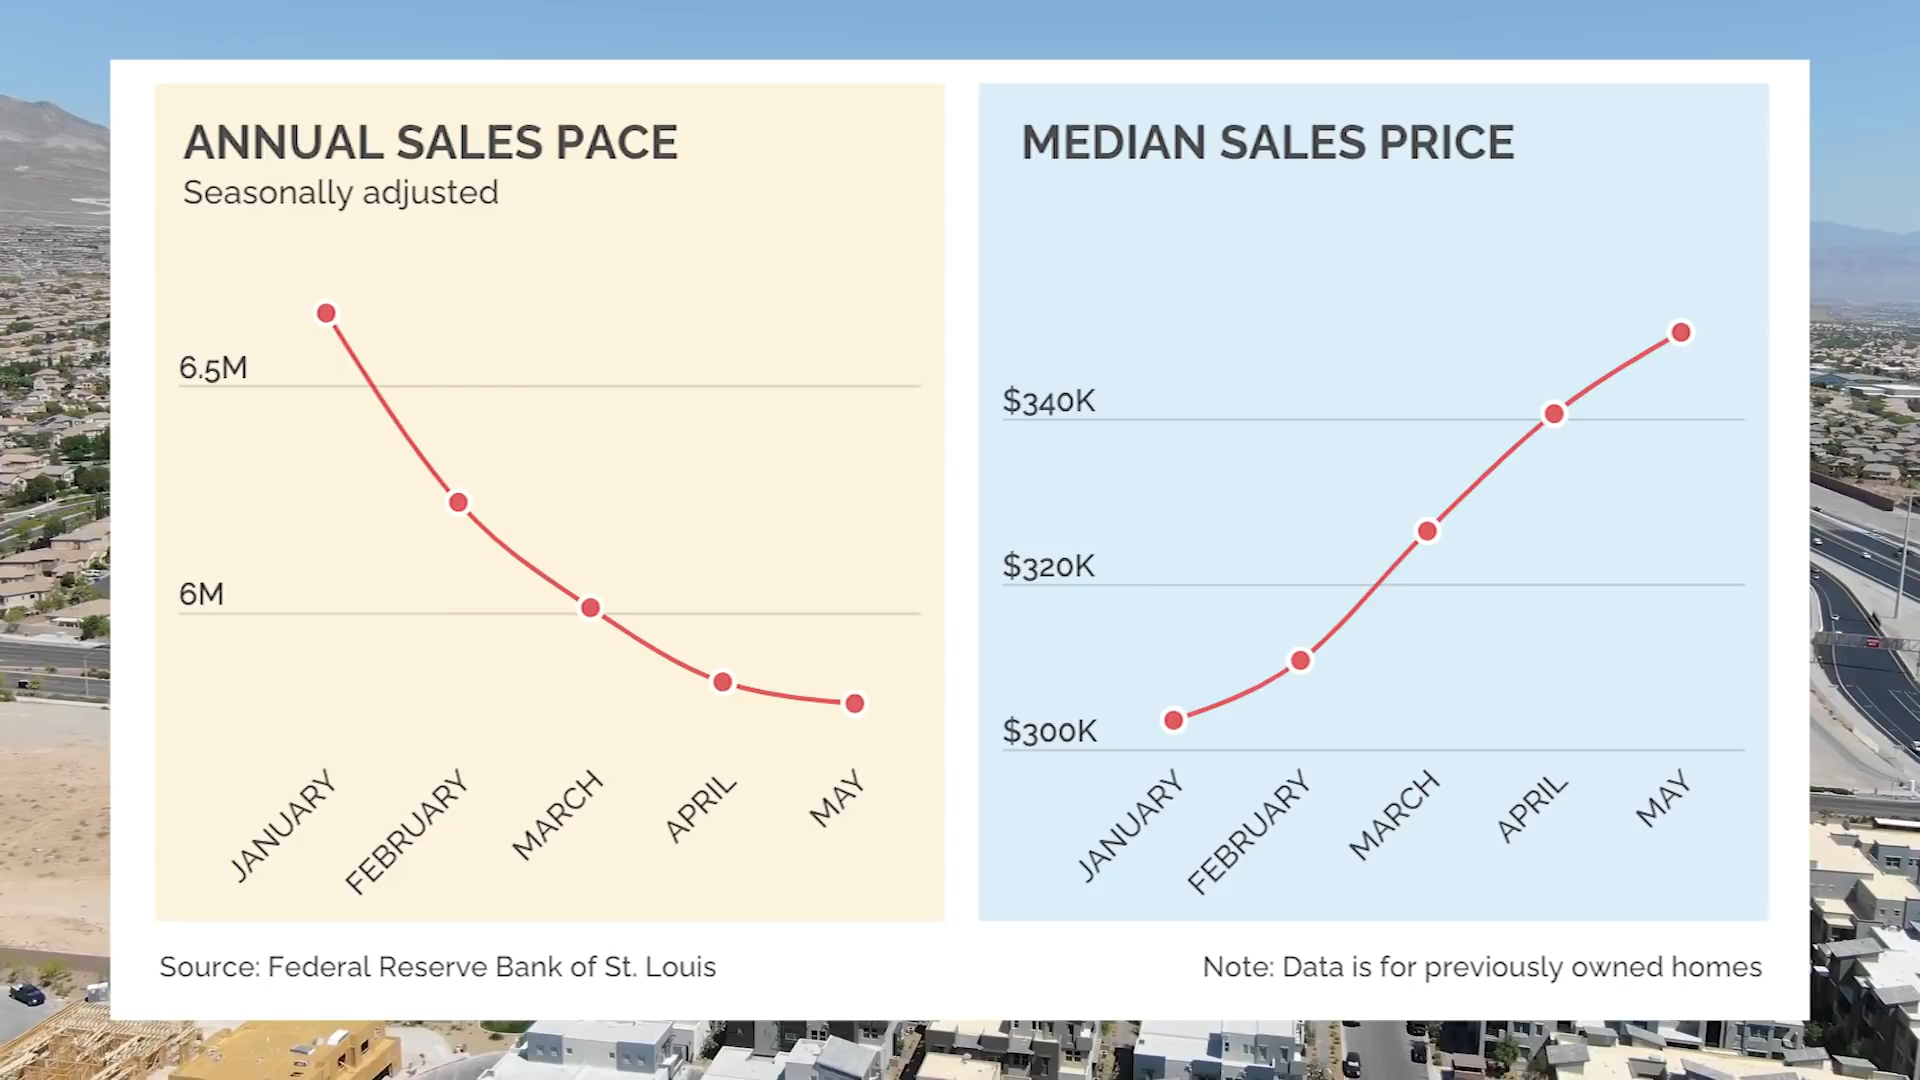 ANNUAL SALES PACE
Seasonally adjusted
6.5M
6M
JANUARY
FEBRUARY
MARCH
APRIL
MAY
MEDIAN SALES PRICE
$340K
$320K
$300K
JANUARY
FEBRUARY
MARCH
APRIL
MAY
Source: Federal Reserve Bank of St. Louis
Note: Data is for previously owned homes